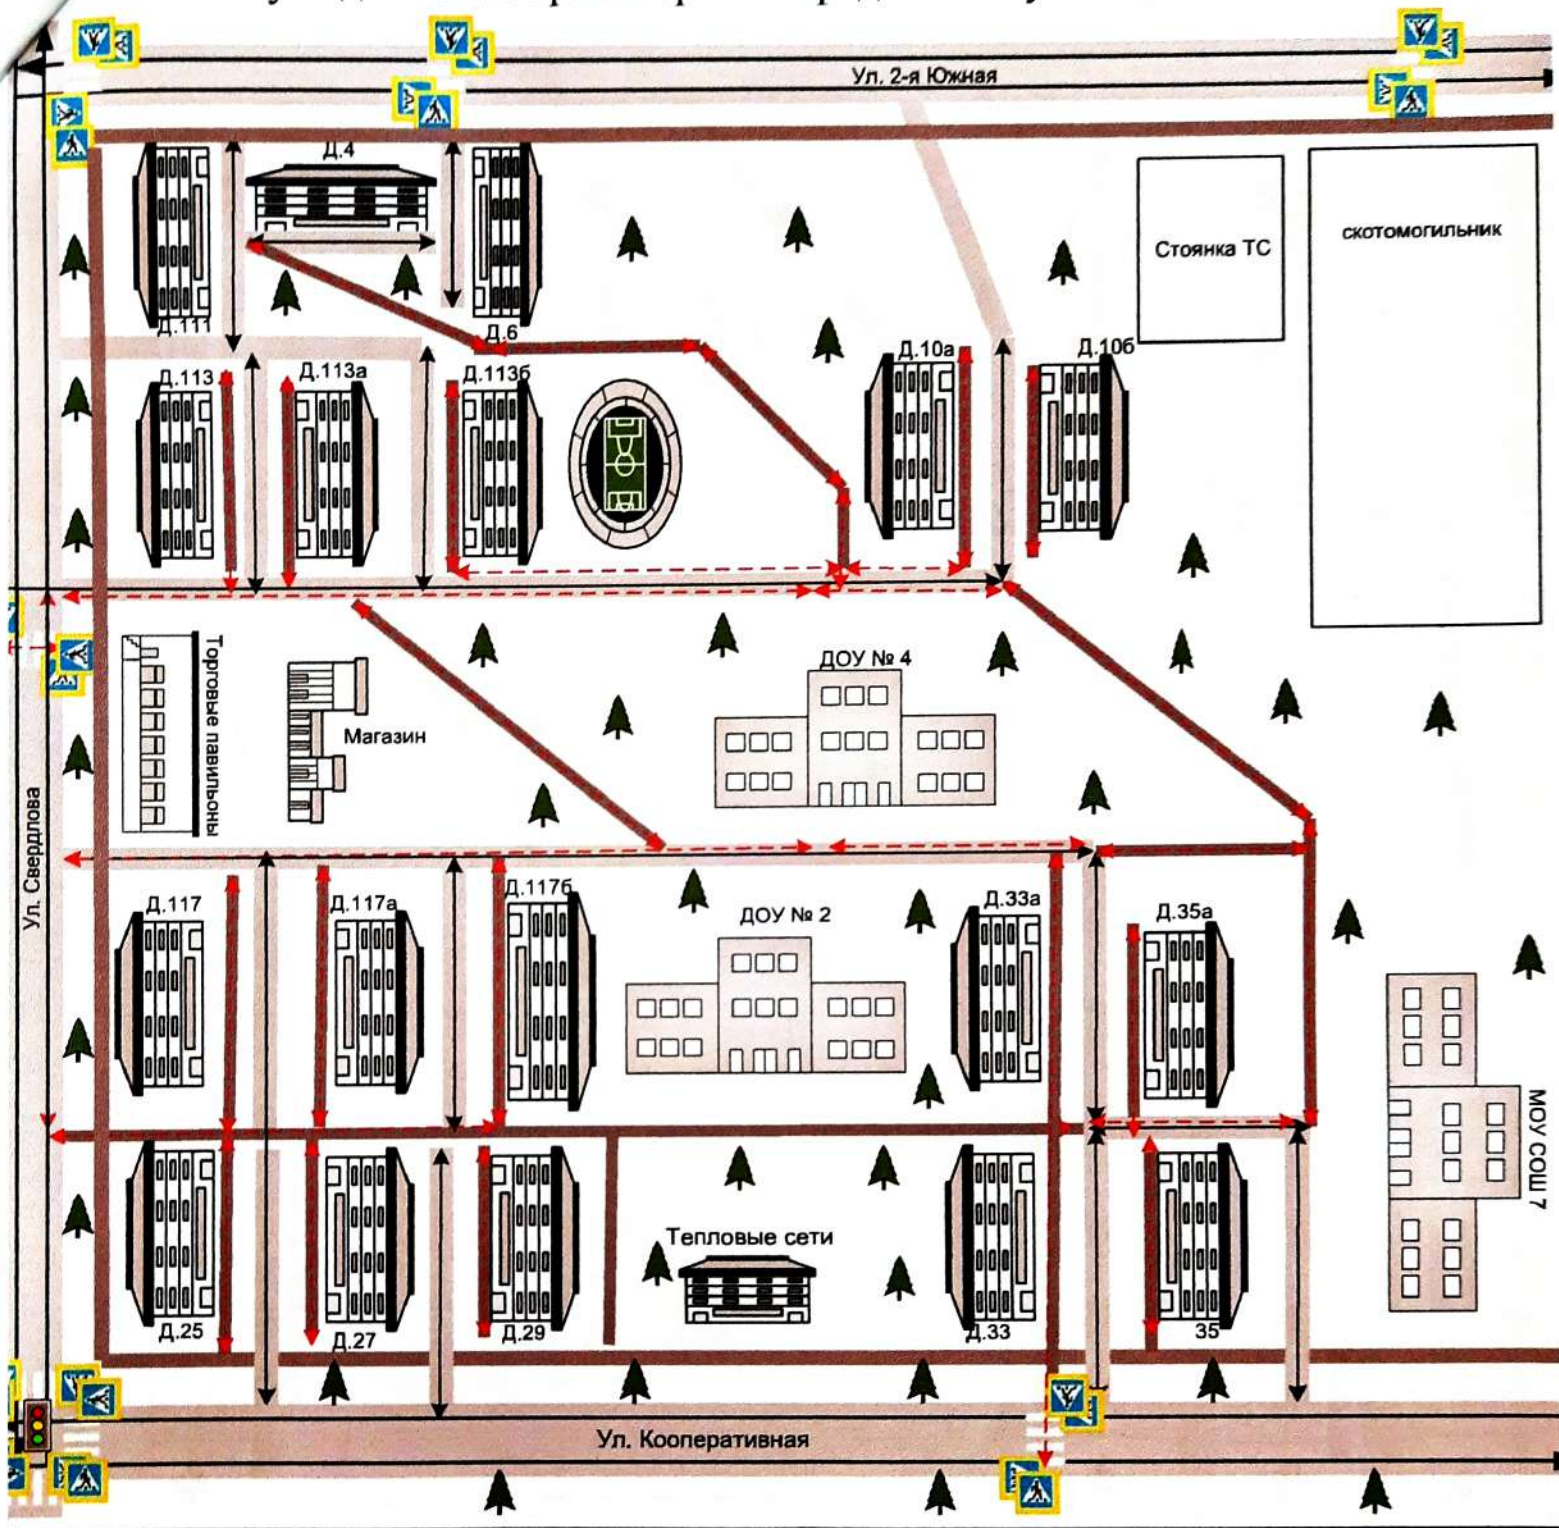 Ул. 2-я Южная
Д.4
Стоянка ТС
скотомогильник
Д.111
Д.6
Д.10а
Д.10б
Д.113
Д.113а
Д.113б
ДОУ № 4
Торговые павильоны
Магазин
Ул. Свердлова
Д.117
Д.117а
Д.117б
ДОУ № 2
Д.33а
Д.35а
МОУ СОШ 7
Тепловые сети
Д.25
Д.27
Д.29
Д.33
35
Ул. Кооперативная